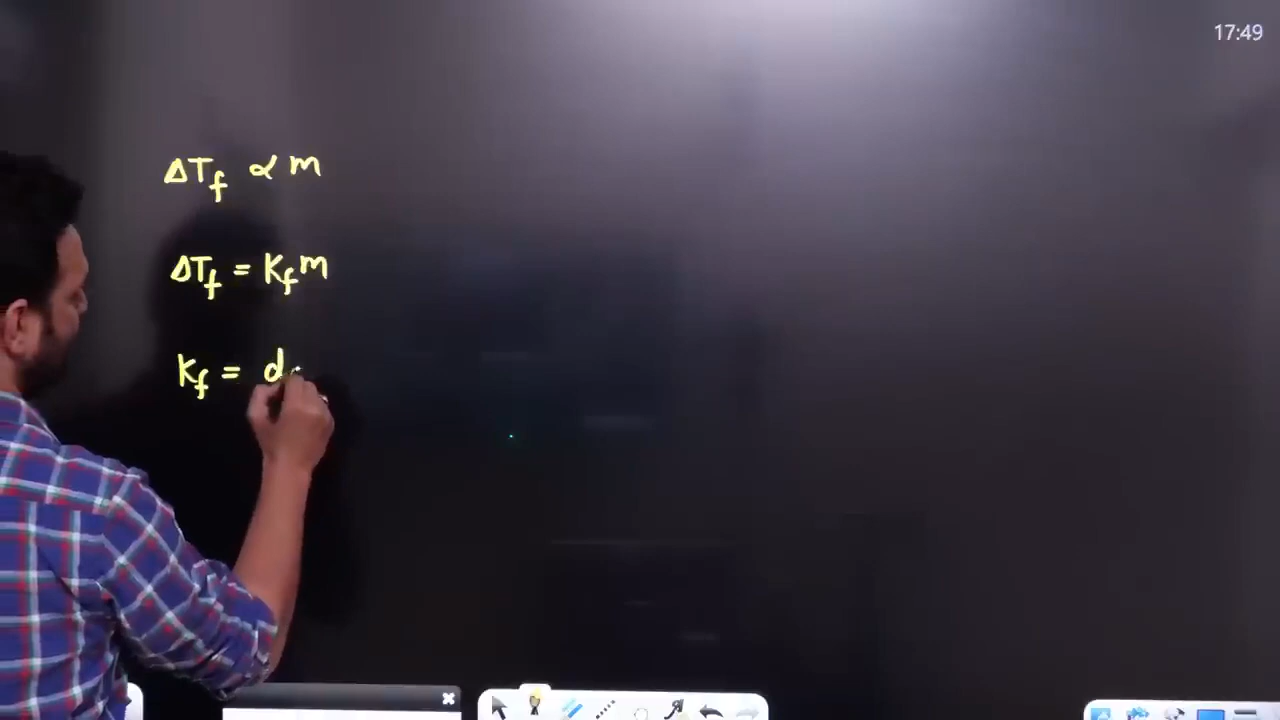 17:49
ΔTf ∝ m
ΔTf = Kf m
Kf =